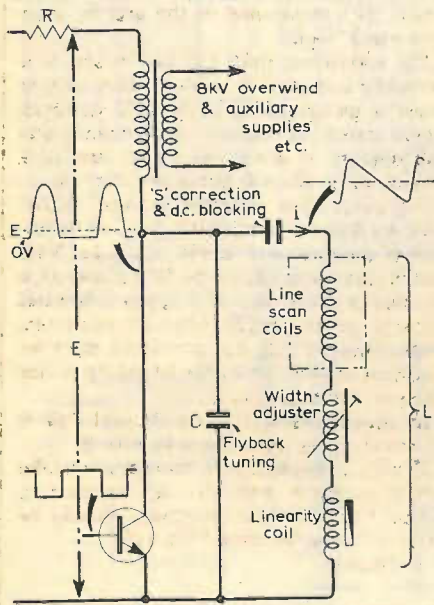 R
8kV overwind
& auxiliary
supplies
etc.
'S' correction
& d.c. blocking
i
E
0V
Line
scan
coils
E
Width
adjuster
L
C
Flyback
tuning
Linearity
coil